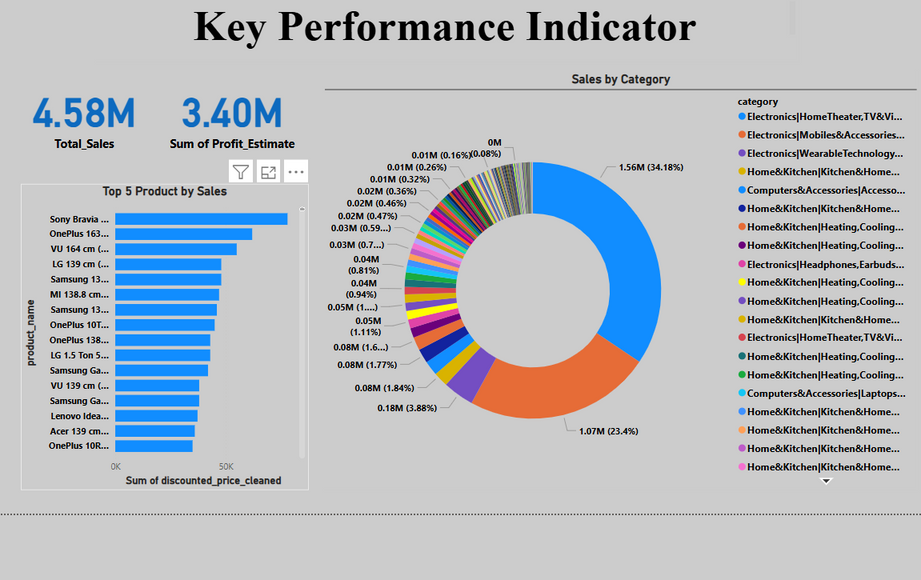 Key Performance Indicator
4.58M
Total_Sales
3.40M
Sum of Profit_Estimate
Top 5 Product by Sales
product_name
Sony Bravia ...
OnePlus 163...
VU 164 cm (...
LG 139 cm (...
Samsung 13...
MI 138.8 cm...
Samsung 13...
OnePlus 10T...
OnePlus 138...
LG 1.5 Ton 5...
Samsung Ga...
VU 139 cm (...
Samsung Ga...
Lenovo Idea...
Acer 139 cm...
OnePlus 10R...
0K
50K
Sum of discounted_price_cleaned
Sales by Category
0M
(0.08%)
0.01M (0.16%)
0.01M (0.26%)
0.01M (0.32%)
0.02M (0.36%)
0.02M (0.46%)
0.02M (0.47%)
0.03M (0.59...)
0.03M (0.7...)
0.04M
(0.81%)
0.04M
(0.94%)
0.05M (1....)
0.05M
(1.11%)
0.08M (1.6...)
0.08M (1.77%)
0.08M (1.84%)
0.18M (3.88%)
1.07M (23.4%)
1.56M (34.18%)
category
Electronics|HomeTheater,TV&Vi...
Electronics|Mobiles&Accessories...
Electronics|WearableTechnology...
Home&Kitchen|Kitchen&Home...
Computers&Accessories|Accesso...
Home&Kitchen|Kitchen&Home...
Home&Kitchen|Heating,Cooling...
Home&Kitchen|Heating,Cooling...
Electronics|Headphones,Earbuds...
Home&Kitchen|Heating,Cooling...
Home&Kitchen|Heating,Cooling...
Home&Kitchen|Kitchen&Home...
Electronics|HomeTheater,TV&Vi...
Home&Kitchen|Heating,Cooling...
Home&Kitchen|Heating,Cooling...
Computers&Accessories|Laptops...
Home&Kitchen|Kitchen&Home...
Home&Kitchen|Kitchen&Home...
Home&Kitchen|Kitchen&Home...
Home&Kitchen|Kitchen&Home...